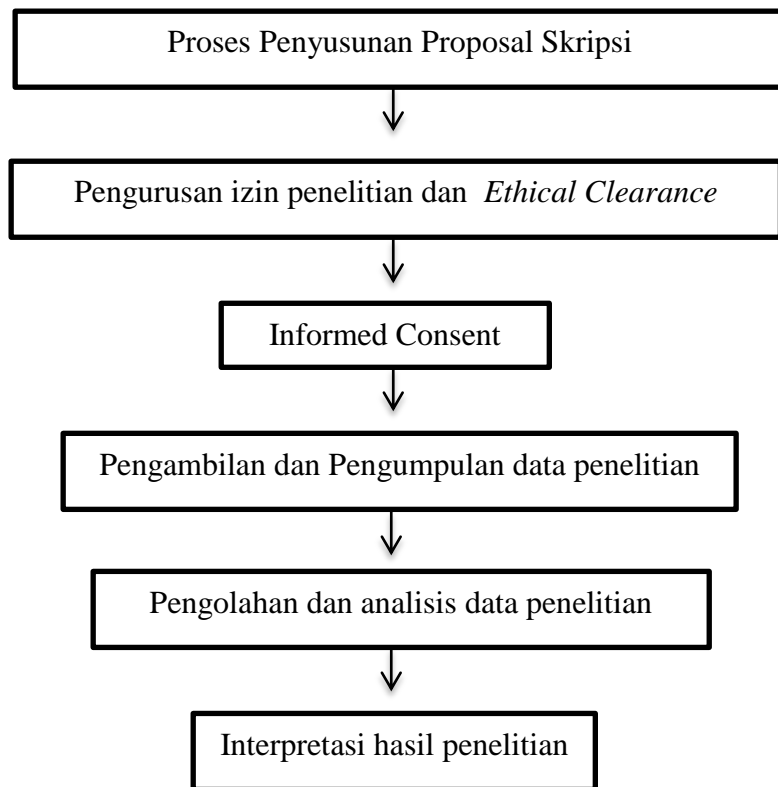 Proses Penyusunan Proposal Skripsi
Pengurusan izin penelitian dan Ethical Clearance
Informed Consent
Pengambilan dan Pengumpulan data penelitian
Pengolahan dan analisis data penelitian
Interpretasi hasil penelitian